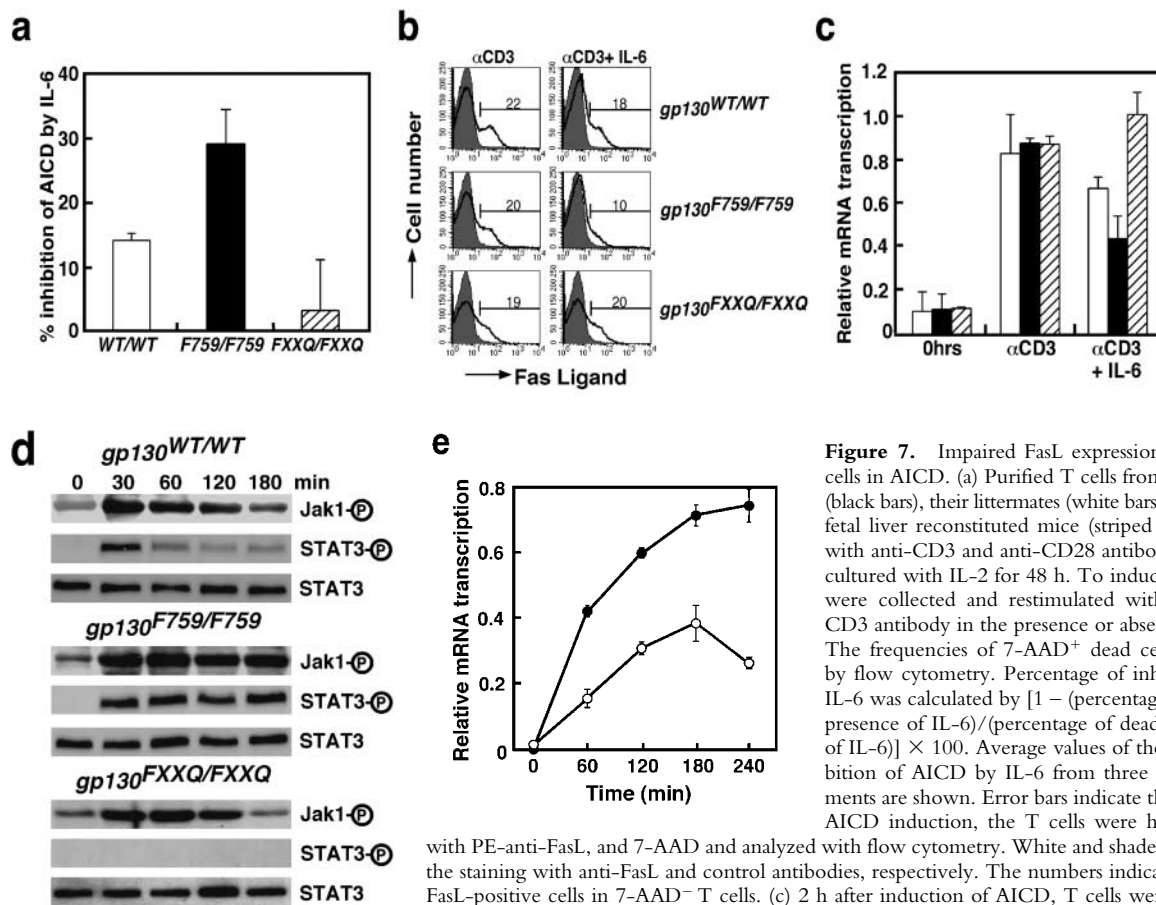 a
% inhibition of AICD by IL-6
40
30
20
10
0
WT/WT F759/F759 FXXQ/FXXQ
b
αCD3 αCD3+ IL-6
Cell number
22 18 gp130WT/WT
20 10 gp130F759/F759
19 20 gp130FXXQ/FXXQ
0 50 100 150 200 250
10⁰ 10¹ 10² 10³ 10⁴
Fas Ligand
c
Relative mRNA transcription
1.2
1.0
0.8
0.6
0.4
0.2
0
0hrs αCD3 αCD3 + IL-6
d
gp130WT/WT
0 30 60 120 180 min
Jak1-Ⓟ
STAT3-Ⓟ
STAT3
gp130F759/F759
Jak1-Ⓟ
STAT3-Ⓟ
STAT3
gp130FXXQ/FXXQ
Jak1-Ⓟ
STAT3-Ⓟ
STAT3
e
Relative mRNA transcription
0.8
0.6
0.4
0.2
0
0 60 120 180 240
Time (min)
Figure 7. Impaired FasL expression
cells in AICD. (a) Purified T cells from
(black bars), their littermates (white bars
fetal liver reconstituted mice (striped
with anti-CD3 and anti-CD28 antibo
cultured with IL-2 for 48 h. To induc
were collected and restimulated with
CD3 antibody in the presence or abse
The frequencies of 7-AAD⁺ dead ce
by flow cytometry. Percentage of inh
IL-6 was calculated by [1 − (percentag
presence of IL-6)/(percentage of dead
of IL-6)] × 100. Average values of the
bition of AICD by IL-6 from three
ments are shown. Error bars indicate th
AICD induction, the T cells were h
with PE-anti-FasL, and 7-AAD and analyzed with flow cytometry. White and shade
the staining with anti-FasL and control antibodies, respectively. The numbers indica
FasL-positive cells in 7-AAD⁻ T cells. (c) 2 h after induction of AICD, T cells wer